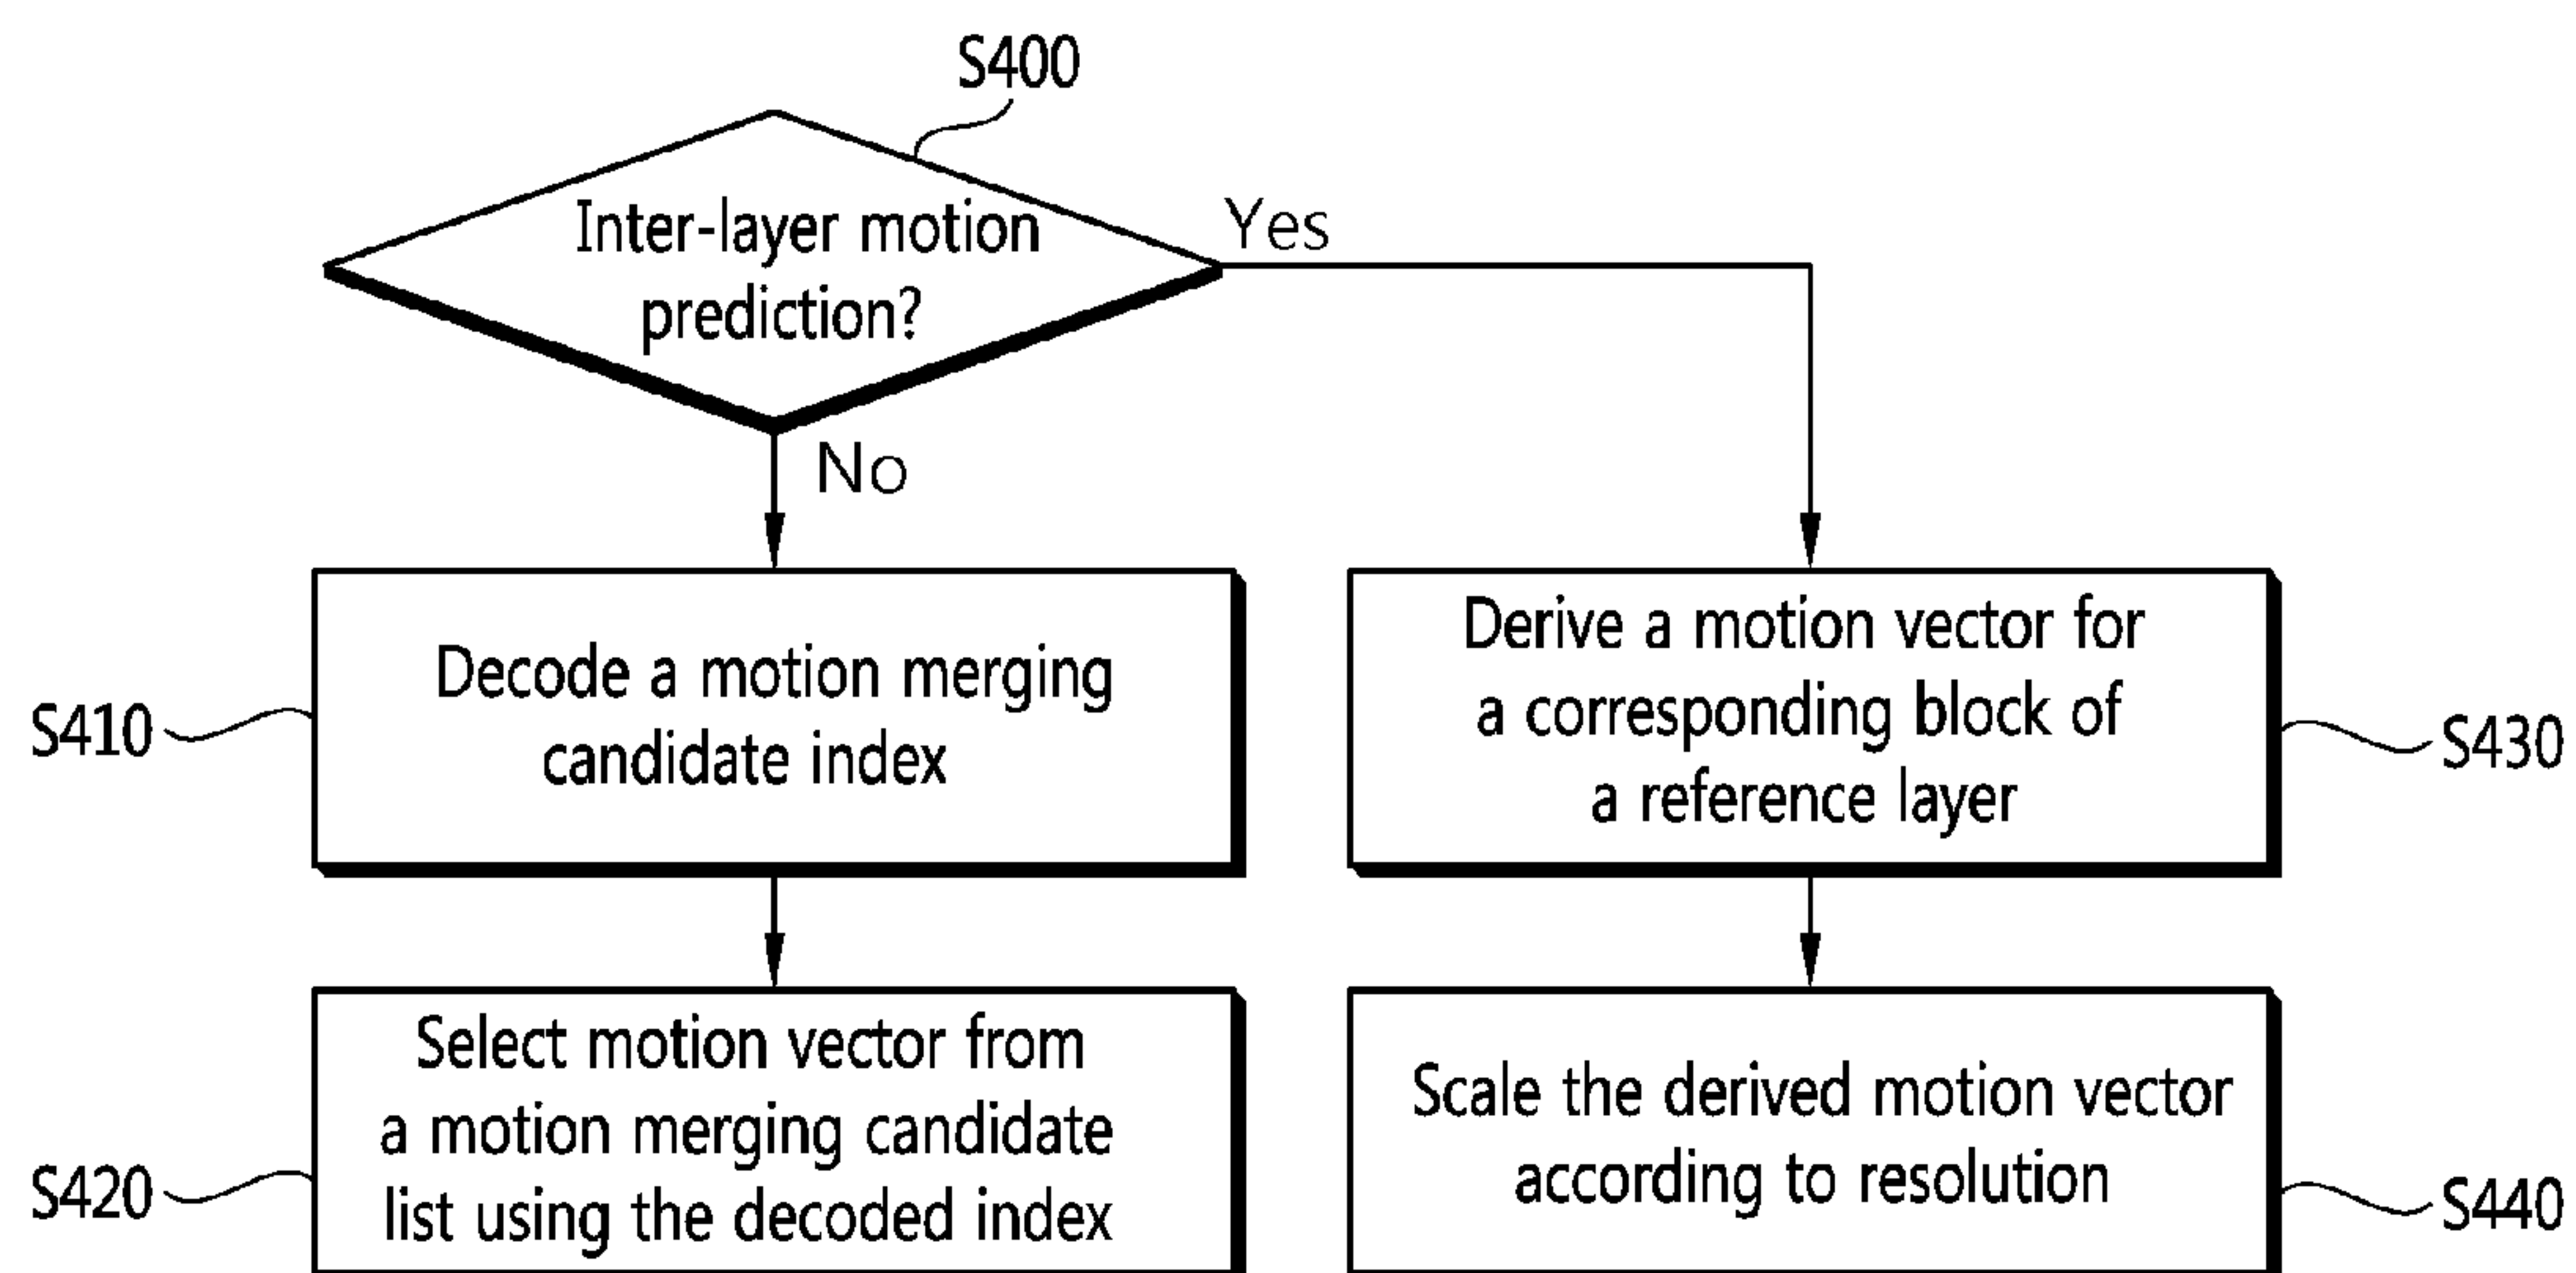 S400
Inter-layer motion
prediction?
Yes
No
S410
Decode a motion merging
candidate index
Derive a motion vector for
a corresponding block of
a reference layer
S430
S420
Select motion vector from
a motion merging candidate
list using the decoded index
Scale the derived motion vector
according to resolution
S440